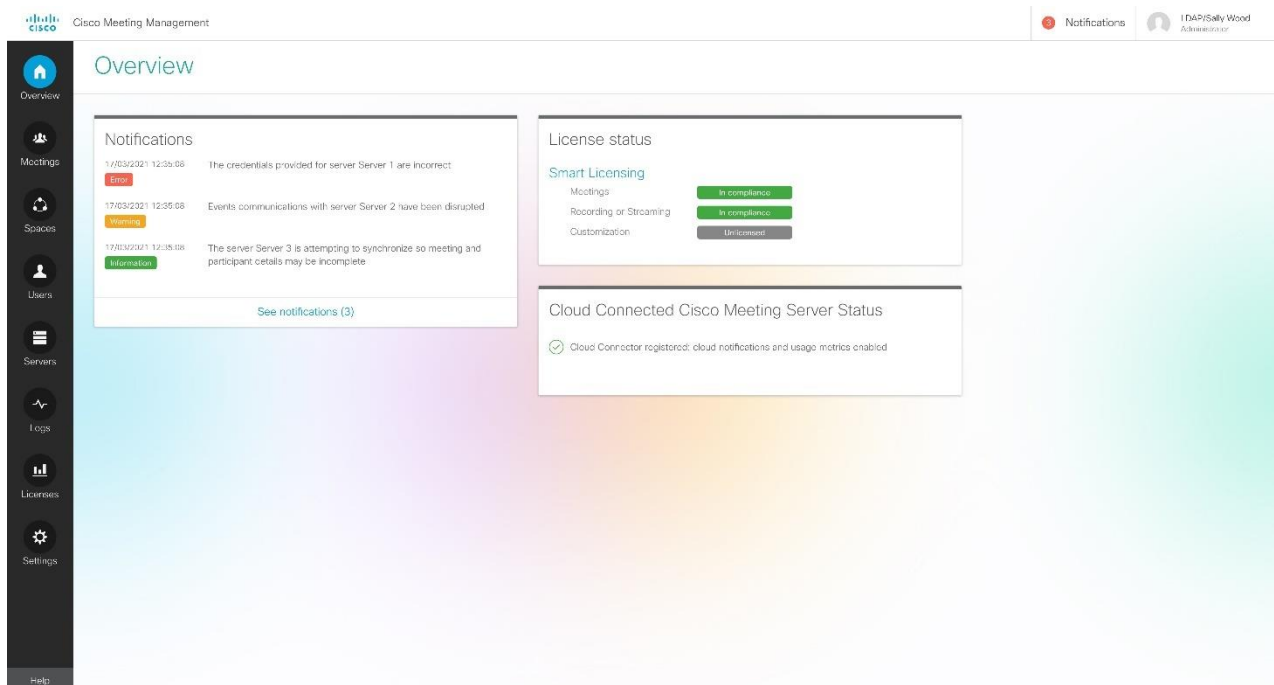 CISCO
Cisco Meeting Management
3
Notifications
LDAP/Sally Wood
Administrator
Overview
Overview
Meetings
Spaces
Users
Servers
Logs
Licenses
Settings
Help
Notifications
17/03/2021 12:35:08
The credentials provided for server Server 1 are incorrect
Error
17/03/2021 12:35:08
Events communications with server Server 2 have been disrupted
Warning
17/03/2021 12:35:08
The server Server 3 is attempting to synchronize so meeting and
participant details may be incomplete
Information
See notifications (3)
License status
Smart Licensing
Meetings
In compliance
Recording or Streaming
In compliance
Customization
Unlicensed
Cloud Connected Cisco Meeting Server Status
Cloud Connector registered: cloud notifications and usage metrics enabled